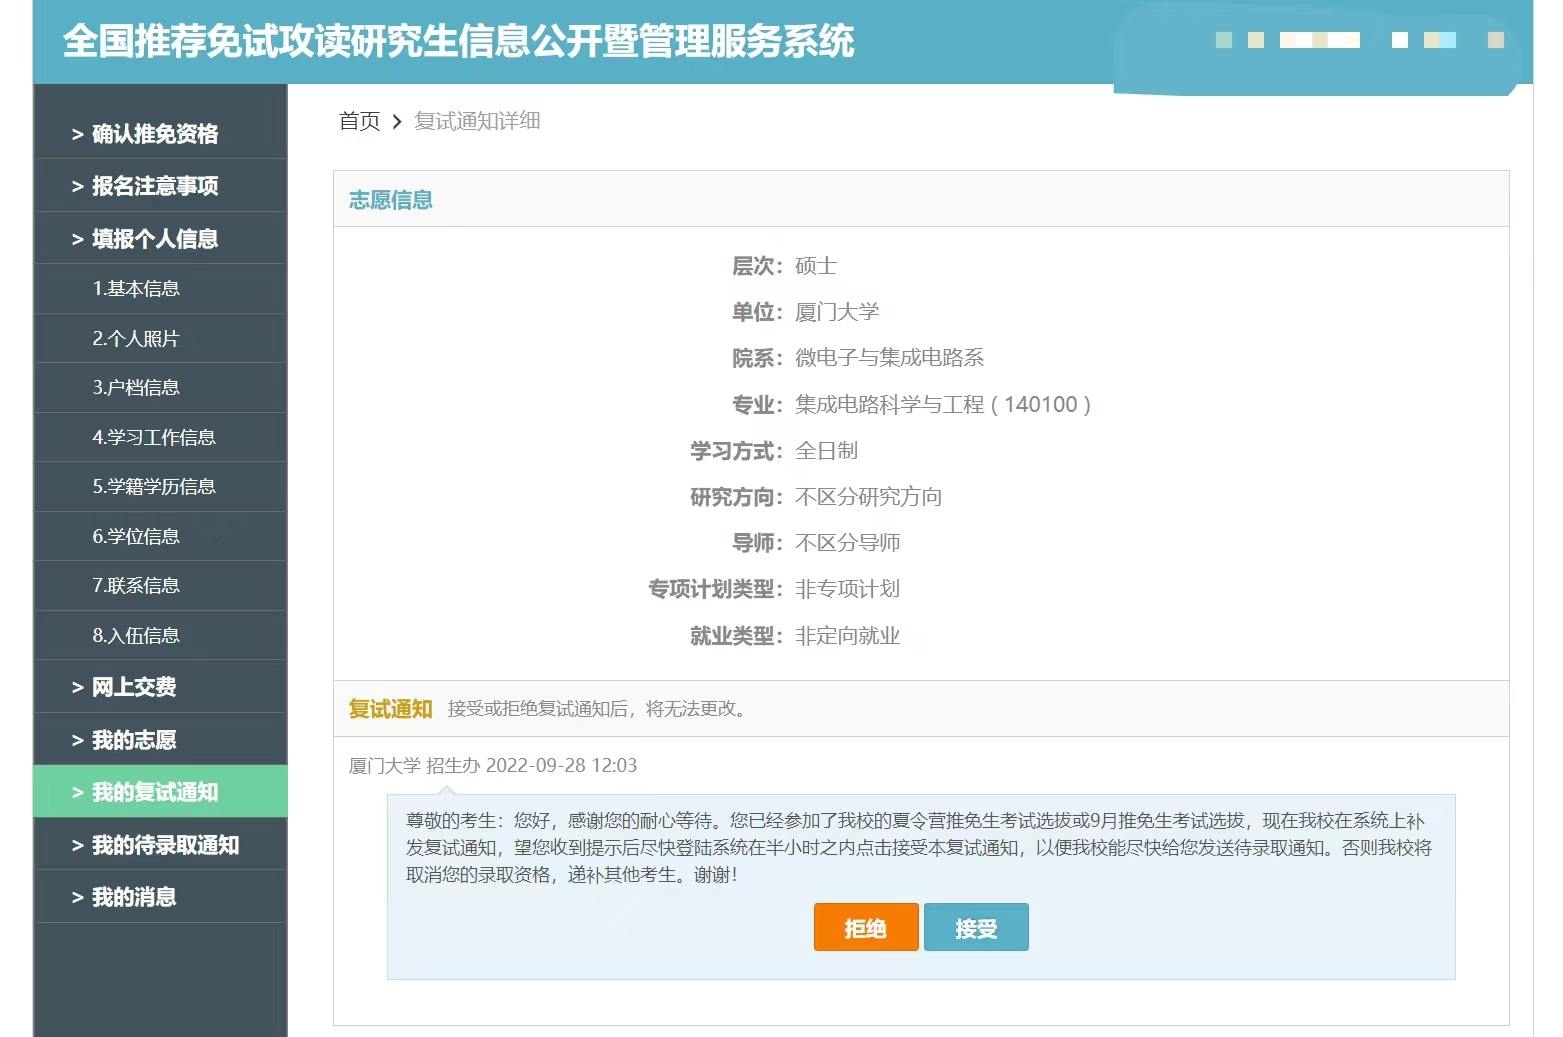 全国推荐免试攻读研究生信息公开暨管理服务系统
> 确认推免资格
> 报名注意事项
> 填报个人信息
1.基本信息
2.个人照片
3.户档信息
4.学习工作信息
5.学籍学历信息
6.学位信息
7.联系信息
8.入伍信息
> 网上交费
> 我的志愿
> 我的复试通知
> 我的待录取通知
> 我的消息
首页 > 复试通知详细
志愿信息
层次：硕士
单位：厦门大学
院系：微电子与集成电路系
专业：集成电路科学与工程 ( 140100 )
学习方式：全日制
研究方向：不区分研究方向
导师：不区分导师
专项计划类型：非专项计划
就业类型：非定向就业
复试通知 接受或拒绝复试通知后，将无法更改。
厦门大学 招生办 2022-09-28 12:03
尊敬的考生：您好，感谢您的耐心等待。您已经参加了我校的夏令营推免生考试选拔或9月推免生考试选拔，现在我校在系统上补
发复试通知，望您收到提示后尽快登陆系统在半小时之内点击接受本复试通知，以便我校能尽快给您发送待录取通知。否则我校将
取消您的录取资格，递补其他考生。谢谢！
拒绝 接受